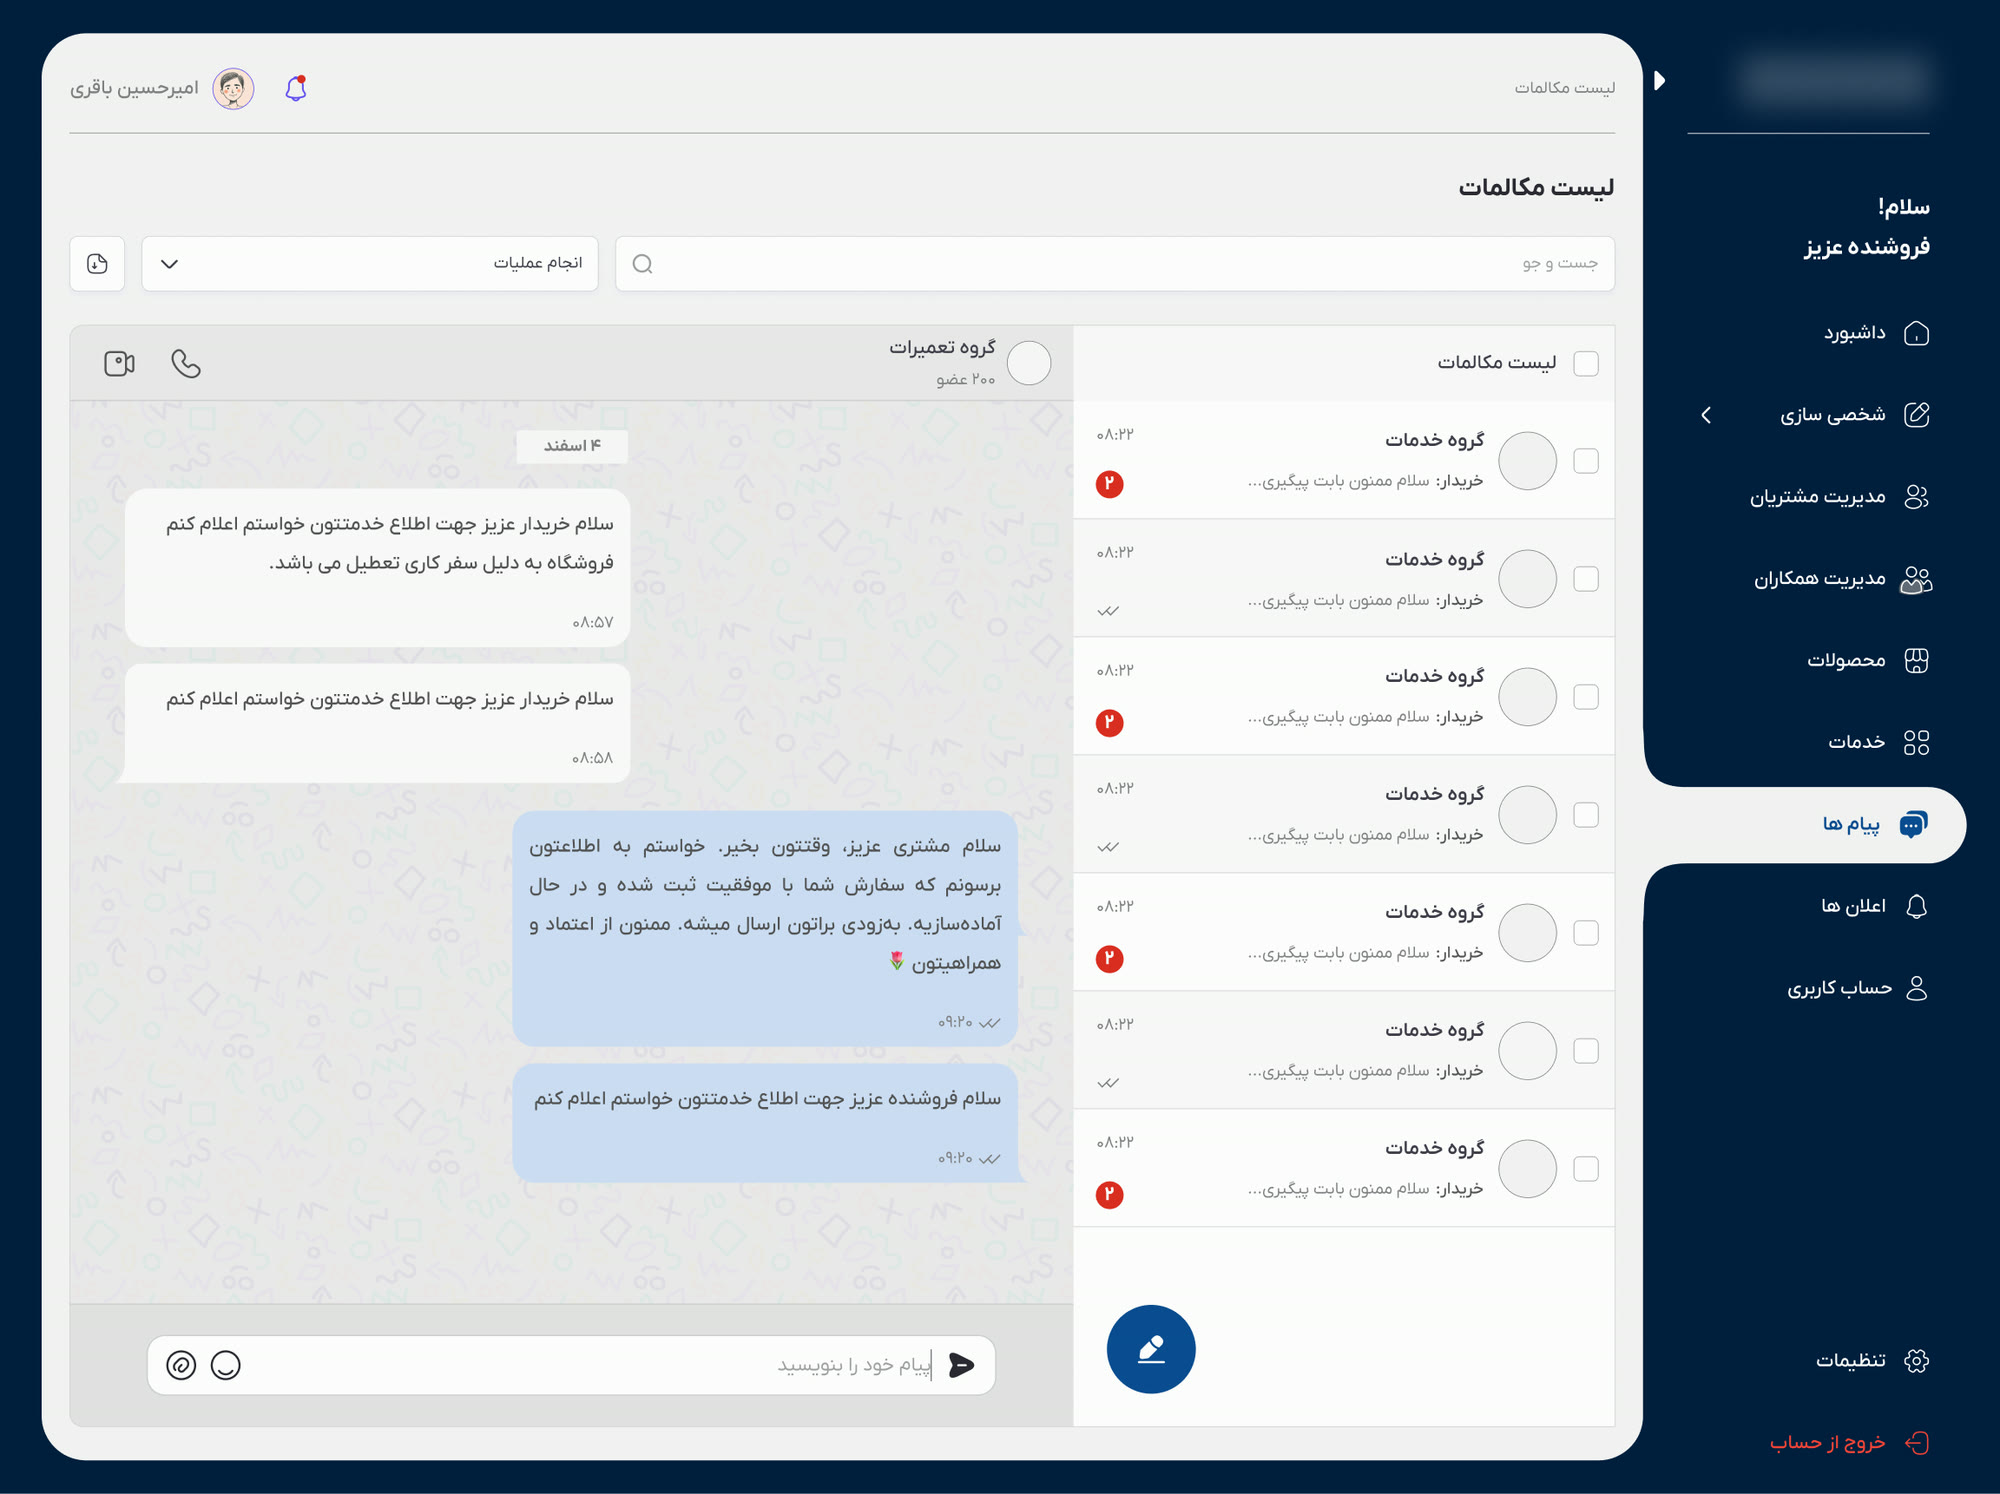 سلام!
فروشنده عزیز
داشبورد
شخصی سازی
مدیریت مشتریان
مدیریت همکاران
محصولات
خدمات
پیام ها
اعلان ها
حساب کاربری
تنظیمات
خروج از حساب
لیست مکالمات
امیرحسین باقری
لیست مکالمات
جست و جو
انجام عملیات
لیست مکالمات
گروه خدمات
۰۸:۲۲
خریدار: سلام ممنون بابت پیگیری...
۲
گروه خدمات
۰۸:۲۲
خریدار: سلام ممنون بابت پیگیری...
گروه خدمات
۰۸:۲۲
خریدار: سلام ممنون بابت پیگیری...
۲
گروه خدمات
۰۸:۲۲
خریدار: سلام ممنون بابت پیگیری...
گروه خدمات
۰۸:۲۲
خریدار: سلام ممنون بابت پیگیری...
۲
گروه خدمات
۰۸:۲۲
خریدار: سلام ممنون بابت پیگیری...
گروه خدمات
۰۸:۲۲
خریدار: سلام ممنون بابت پیگیری...
۲
گروه تعمیرات
۲۰۰ عضو
۴ اسفند
سلام خریدار عزیز جهت اطلاع خدمتتون خواستم اعلام کنم
فروشگاه به دلیل سفر کاری تعطیل می باشد.
۰۸:۵۷
سلام خریدار عزیز جهت اطلاع خدمتتون خواستم اعلام کنم
۰۸:۵۸
سلام مشتری عزیز، وقتتون بخیر. خواستم به اطلاعتون
برسونم که سفارش شما با موفقیت ثبت شده و در حال
آماده‌سازیه. به‌زودی براتون ارسال میشه. ممنون از اعتماد و
همراهیتون 🌷
۰۹:۲۰
سلام فروشنده عزیز جهت اطلاع خدمتتون خواستم اعلام کنم
۰۹:۲۰
پیام خود را بنویسید